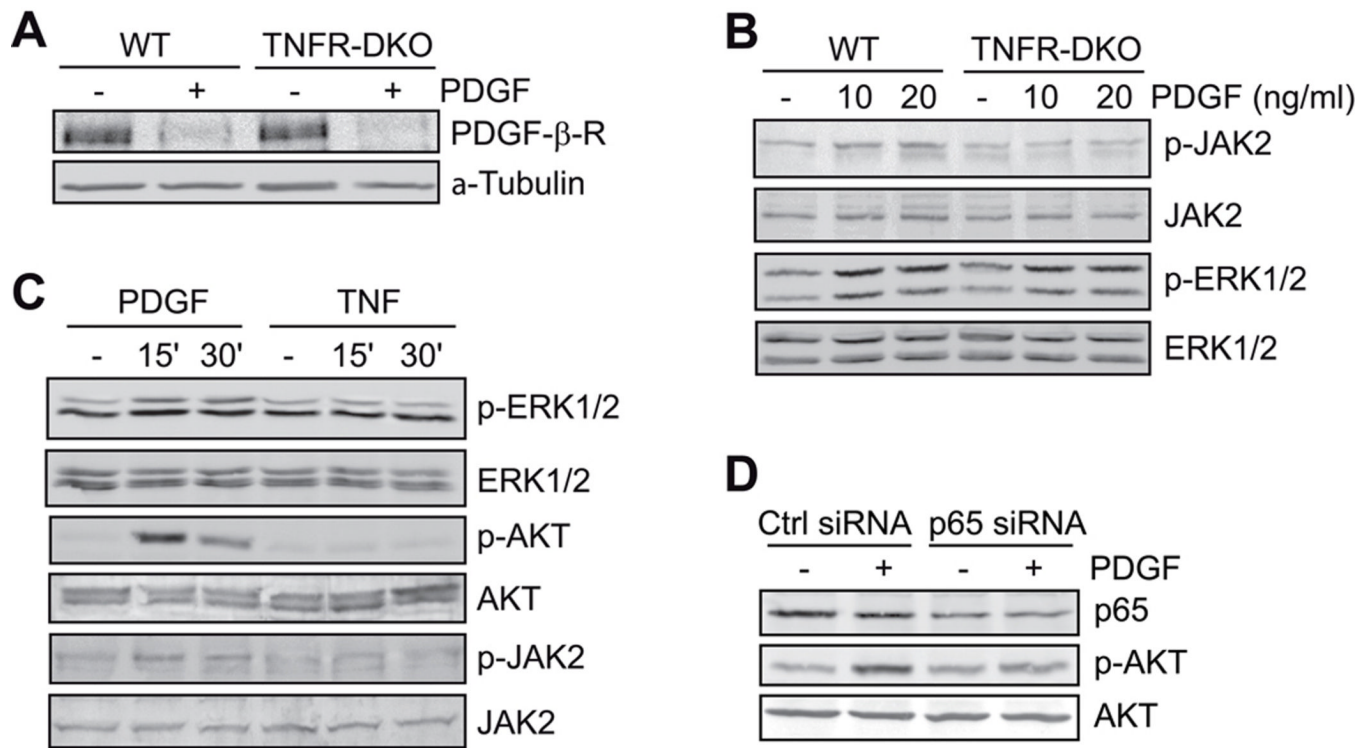 A
WT TNFR-DKO
- + - + PDGF
PDGF-β-R
a-Tubulin
B
WT TNFR-DKO
- 10 20 - 10 20 PDGF (ng/ml)
p-JAK2
JAK2
p-ERK1/2
ERK1/2
C
PDGF TNF
- 15' 30' - 15' 30'
p-ERK1/2
ERK1/2
p-AKT
AKT
p-JAK2
JAK2
D
Ctrl siRNA p65 siRNA
- + - + PDGF
p65
p-AKT
AKT